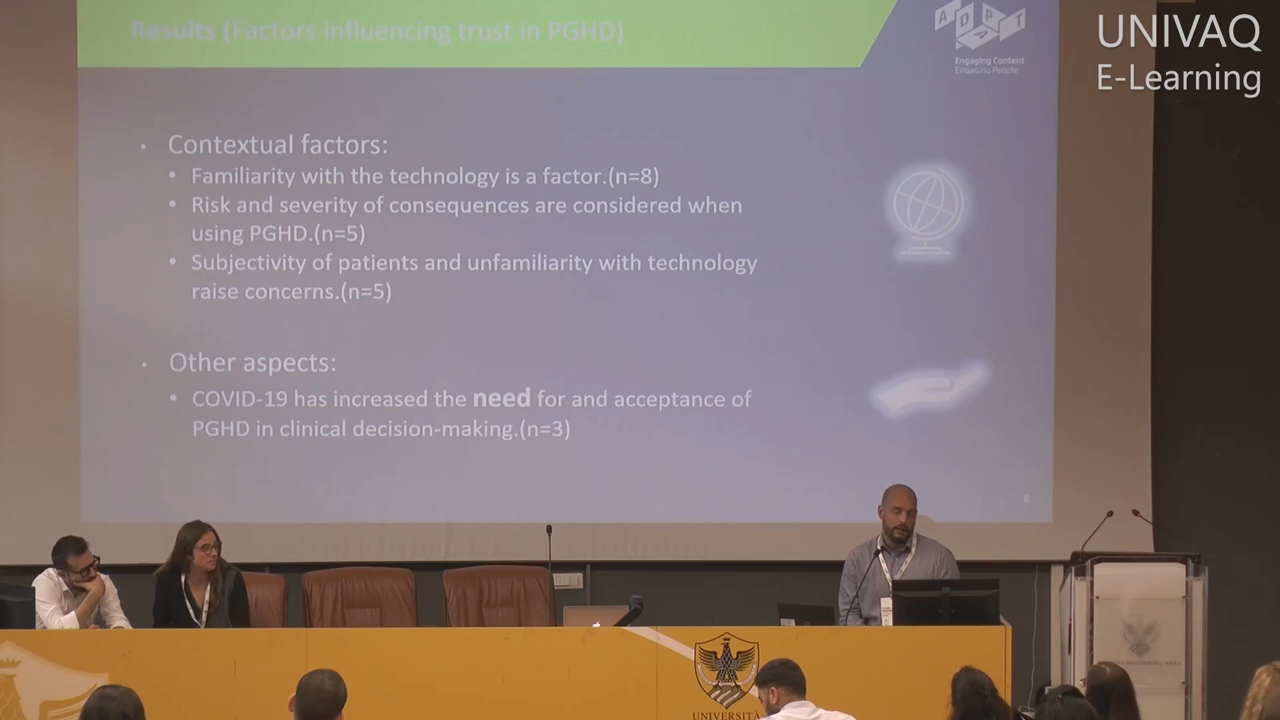 Results (Factors influencing trust in PGHD)
ADAPT
Engaging Content
Engaging People
UNIVAQ
E-Learning
• Contextual factors:
• Familiarity with the technology is a factor.(n=8)
• Risk and severity of consequences are considered when
using PGHD.(n=5)
• Subjectivity of patients and unfamiliarity with technology
raise concerns.(n=5)
• Other aspects:
• COVID-19 has increased the need for and acceptance of
PGHD in clinical decision-making.(n=3)
8
UNIVERSITÀ